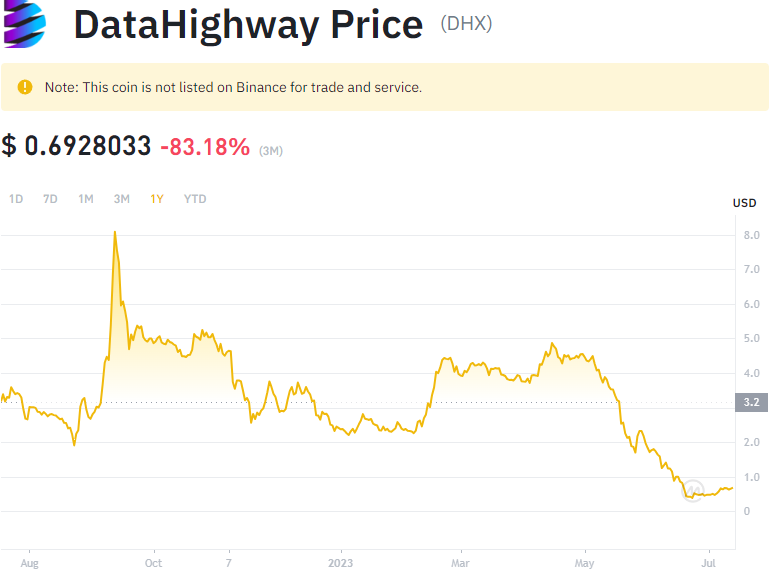 DataHighway Price (DHX)
Note: This coin is not listed on Binance for trade and service.
$ 0.6928033 -83.18% (3M)
1D 7D 1M 3M 1Y YTD
USD
8.0
7.0
6.0
5.0
4.0
3.2
2.0
1.0
0
Aug Oct 7 2023 Mar May Jul